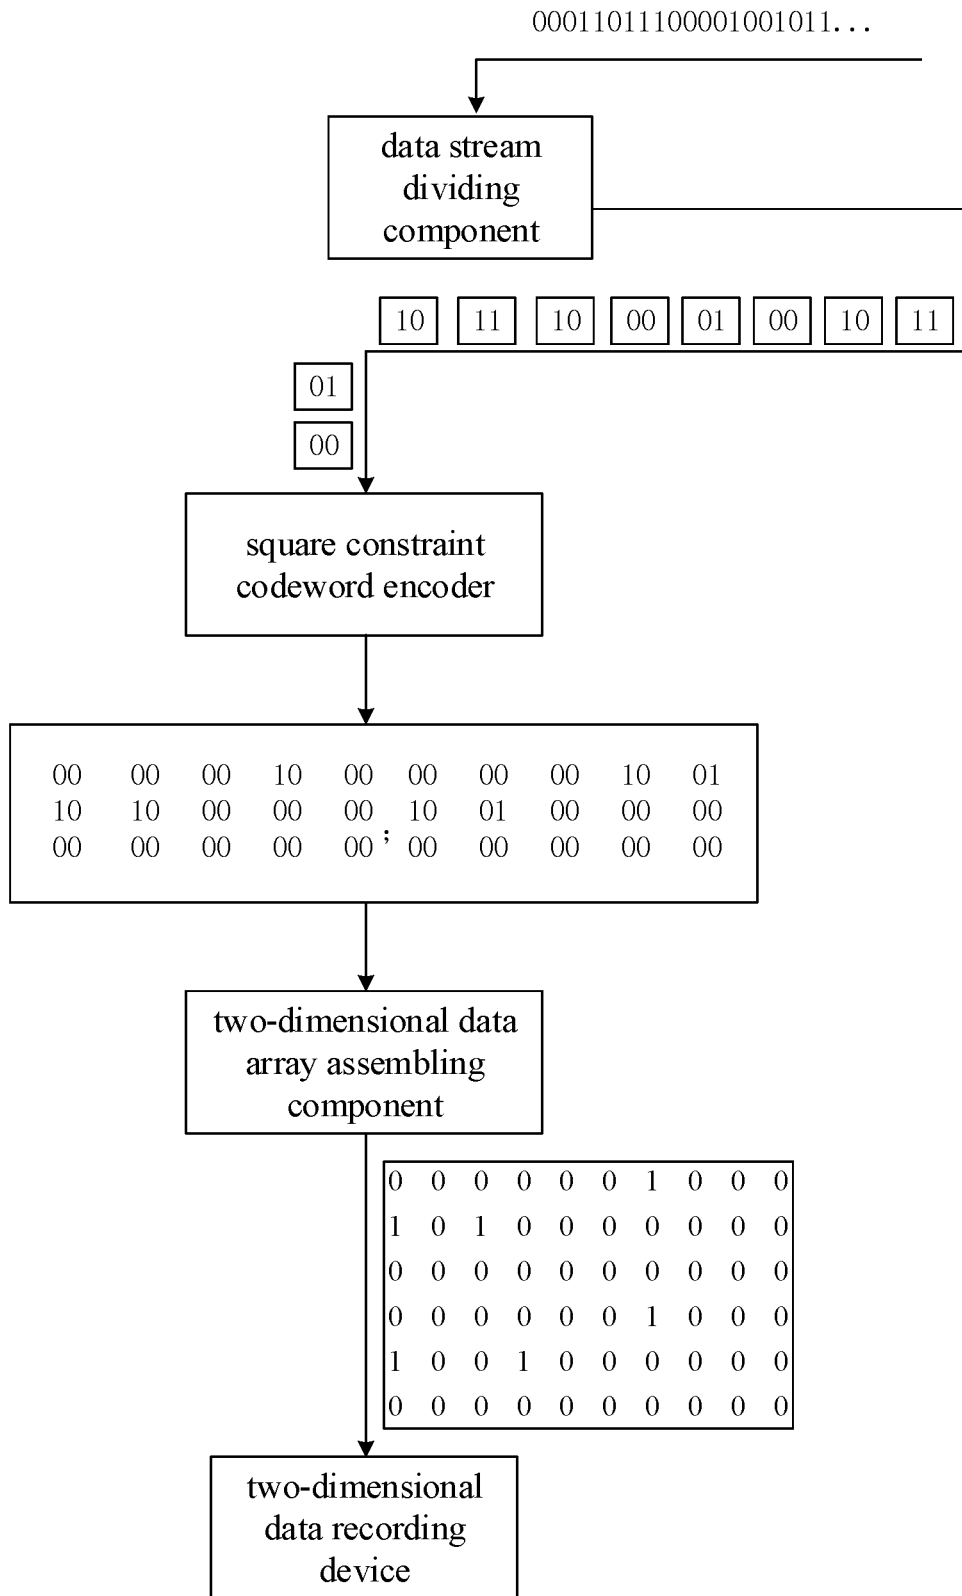 00011011100001001011...
data stream
dividing
component
10 11 10 00 01 00 10 11
01
00
square constraint
codeword encoder
00 00 00 10 00 00 00 00 10 01
10 10 00 00 00 10 01 00 00 00
00 00 00 00 00 ; 00 00 00 00 00
two-dimensional data
array assembling
component
0 0 0 0 0 0 1 0 0 0
1 0 1 0 0 0 0 0 0 0
0 0 0 0 0 0 0 0 0 0
0 0 0 0 0 0 1 0 0 0
1 0 0 1 0 0 0 0 0 0
0 0 0 0 0 0 0 0 0 0
two-dimensional
data recording
device